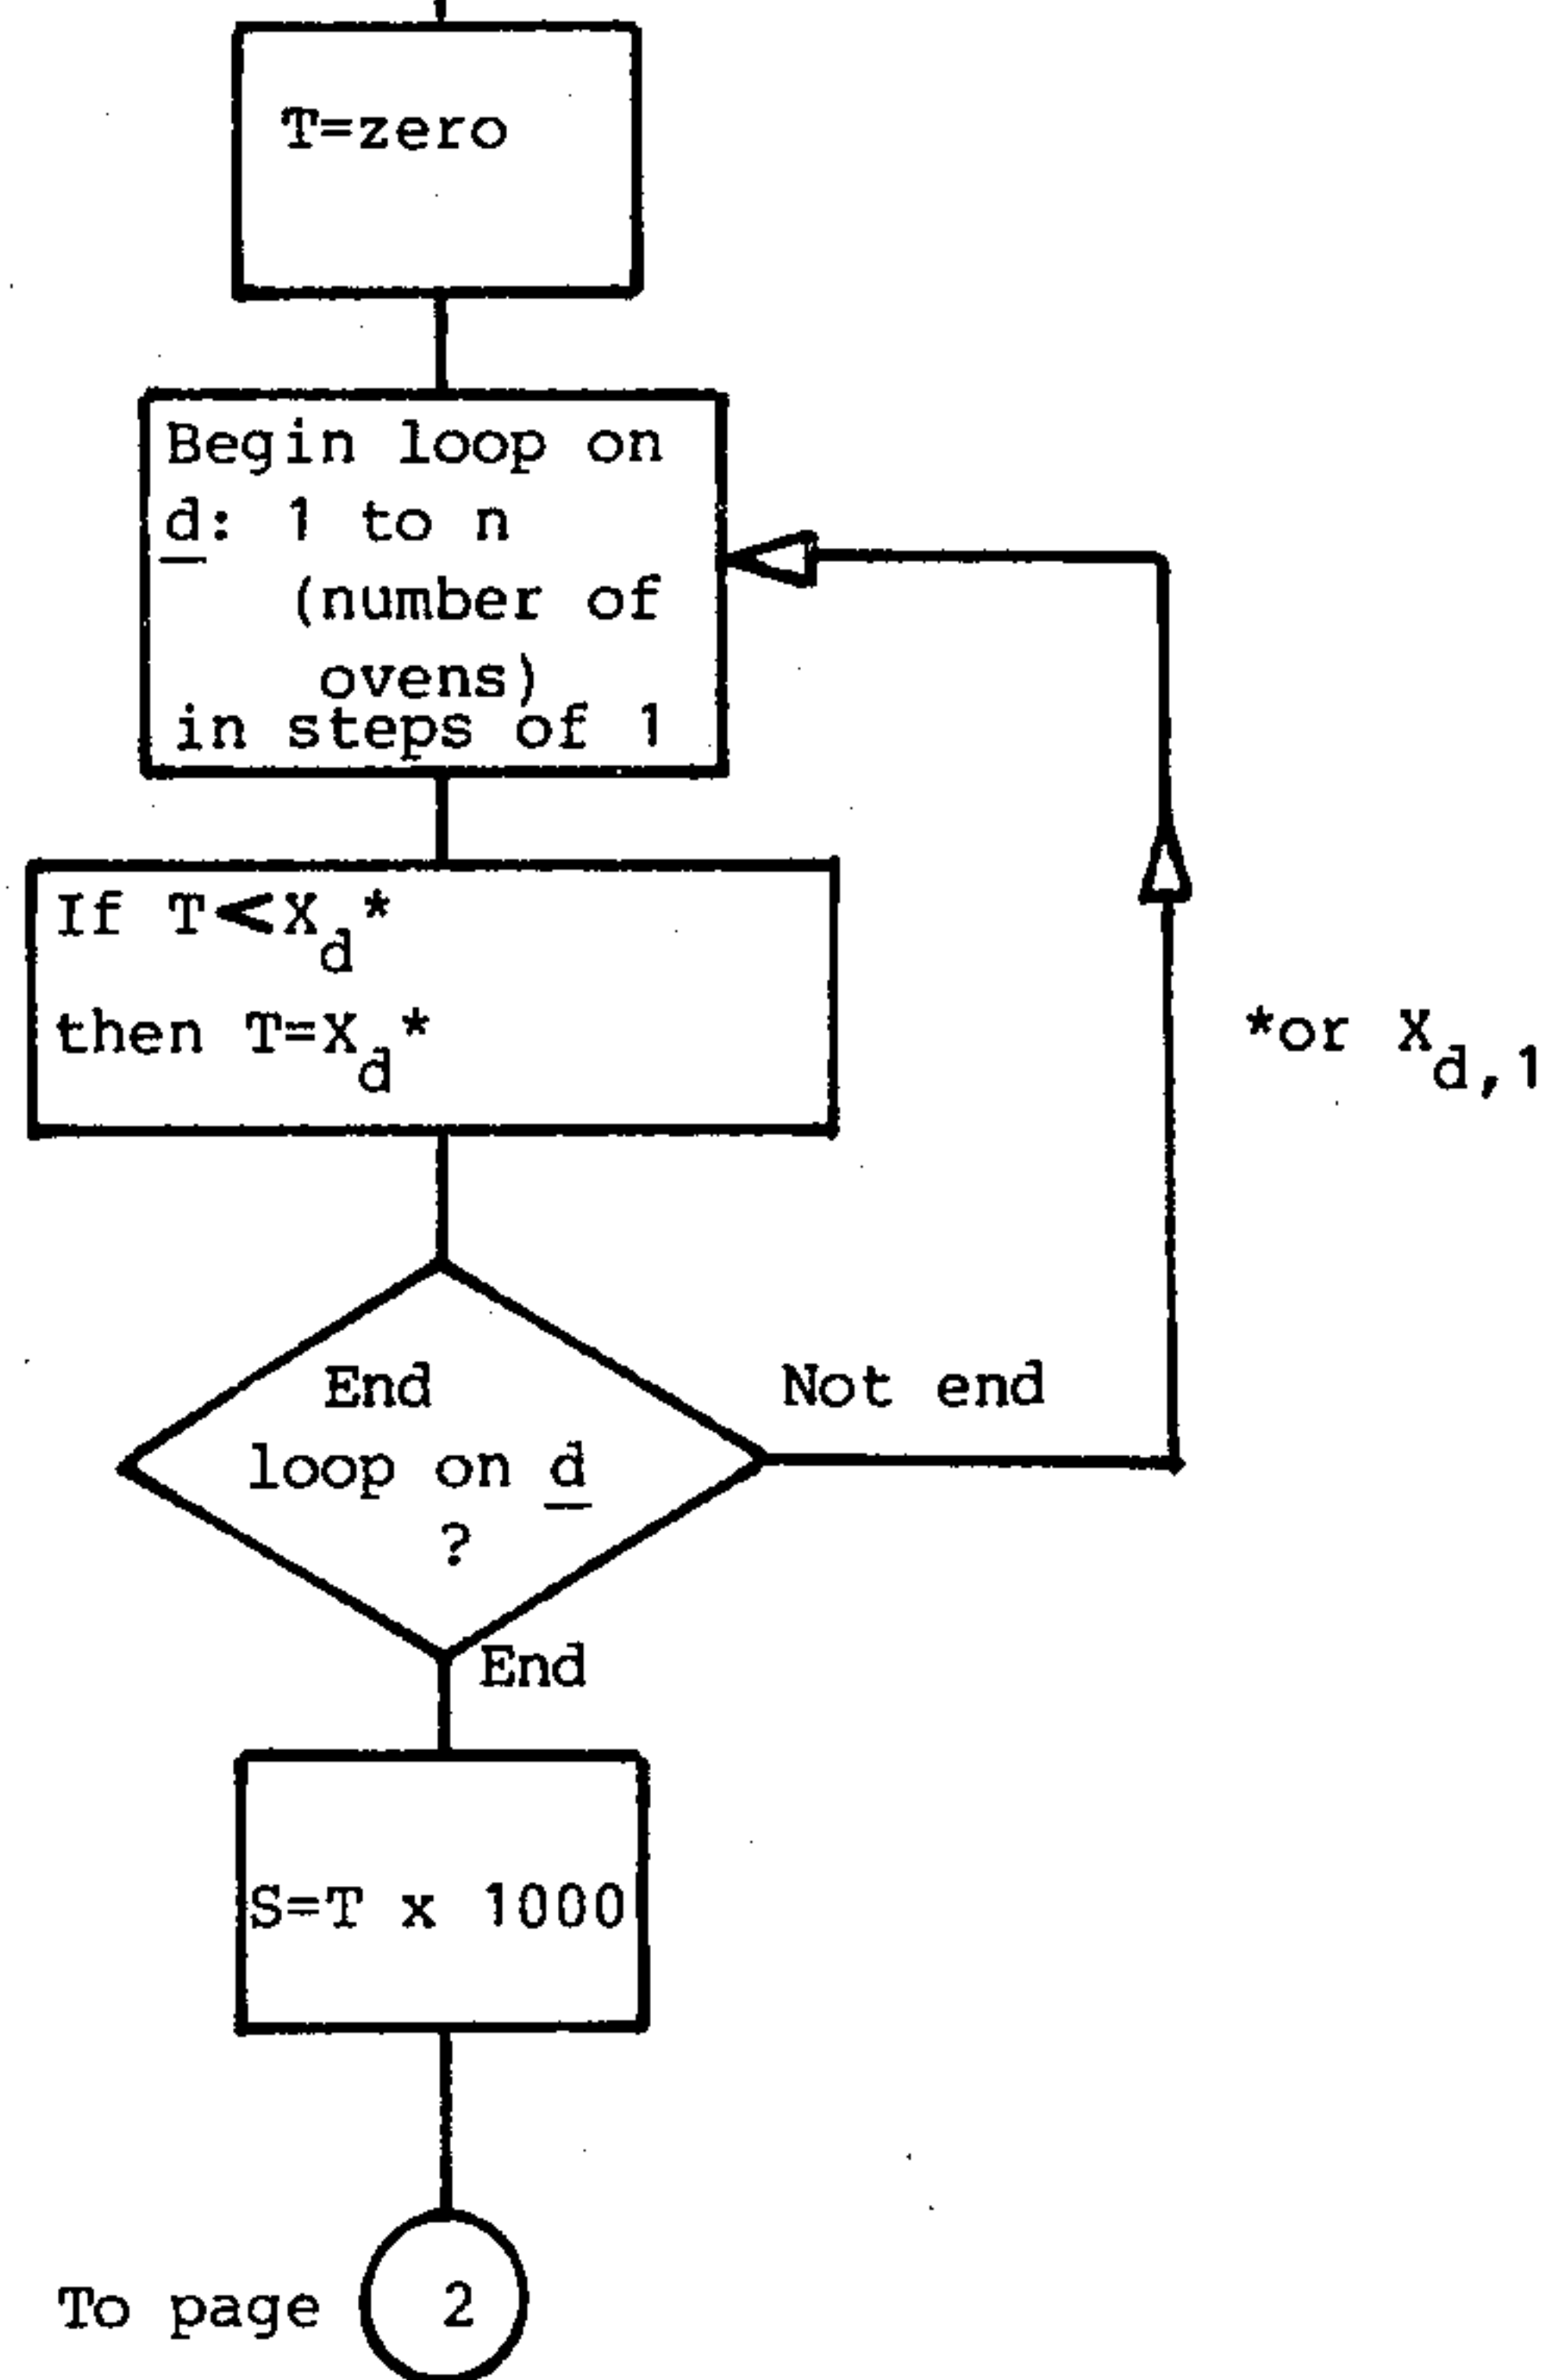 T=zero
Begin loop on
d: 1 to n
(number of
ovens)
in steps of 1
If T<X_d*
then T=X_d*
*or X_d,1
End
loop on d
?
Not end
End
S=T x 1000
To page 2